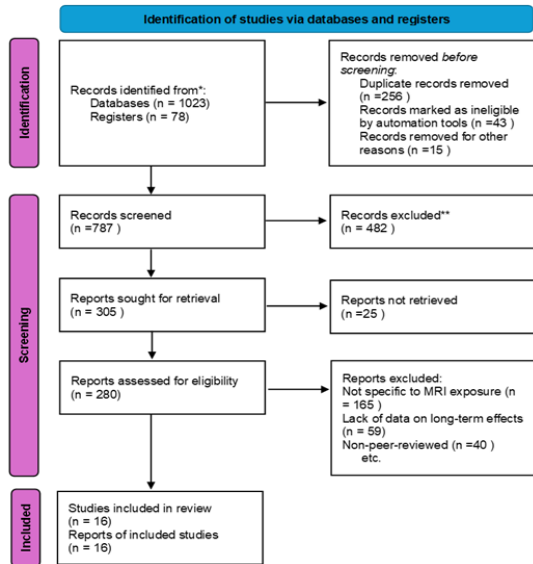 Identification of studies via databases and registers
Identification
Records identified from*:
Databases (n = 1023)
Registers (n = 78)
Records removed before
screening:
Duplicate records removed
(n =256 )
Records marked as ineligible
by automation tools (n =43 )
Records removed for other
reasons (n =15 )
Screening
Records screened
(n =787 )
Records excluded**
(n = 482 )
Reports sought for retrieval
(n = 305 )
Reports not retrieved
(n =25 )
Reports assessed for eligibility
(n = 280)
Reports excluded:
Not specific to MRI exposure (n
= 165 )
Lack of data on long-term effects
(n = 59)
Non-peer-reviewed (n =40 )
etc.
Included
Studies included in review
(n = 16)
Reports of included studies
(n = 16)